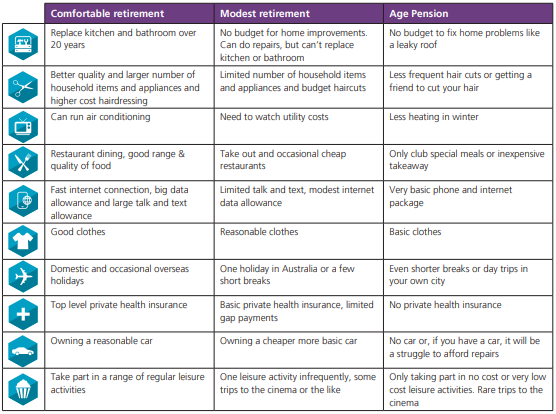 Comfortable retirement
Modest retirement
Age Pension
Replace kitchen and bathroom over
20 years
No budget for home improvements.
Can do repairs, but can't replace
kitchen or bathroom
No budget to fix home problems like
a leaky roof
Better quality and larger number of
household items and appliances and
higher cost hairdressing
Limited number of household items
and appliances and budget haircuts
Less frequent hair cuts or getting a
friend to cut your hair
Can run air conditioning
Need to watch utility costs
Less heating in winter
Restaurant dining, good range &
quality of food
Take out and occasional cheap
restaurants
Only club special meals or inexpensive
takeaway
Fast internet connection, big data
allowance and large talk and text
allowance
Limited talk and text, modest internet
data allowance
Very basic phone and internet
package
Good clothes
Reasonable clothes
Basic clothes
Domestic and occasional overseas
holidays
One holiday in Australia or a few
short breaks
Even shorter breaks or day trips in
your own city
Top level private health insurance
Basic private health insurance, limited
gap payments
No private health insurance
Owning a reasonable car
Owning a cheaper more basic car
No car or, if you have a car, it will be
a struggle to afford repairs
Take part in a range of regular leisure
activities
One leisure activity infrequently, some
trips to the cinema or the like
Only taking part in no cost or very low
cost leisure activities. Rare trips to the
cinema